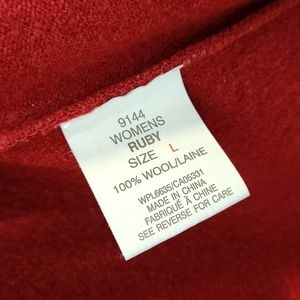 9144
WOMENS
RUBY
SIZE L
100% WOOL/LAINE
WPL6635/CA05331
MADE IN CHINA
FABRIQUÉ À CHINE
SEE REVERSE FOR CARE